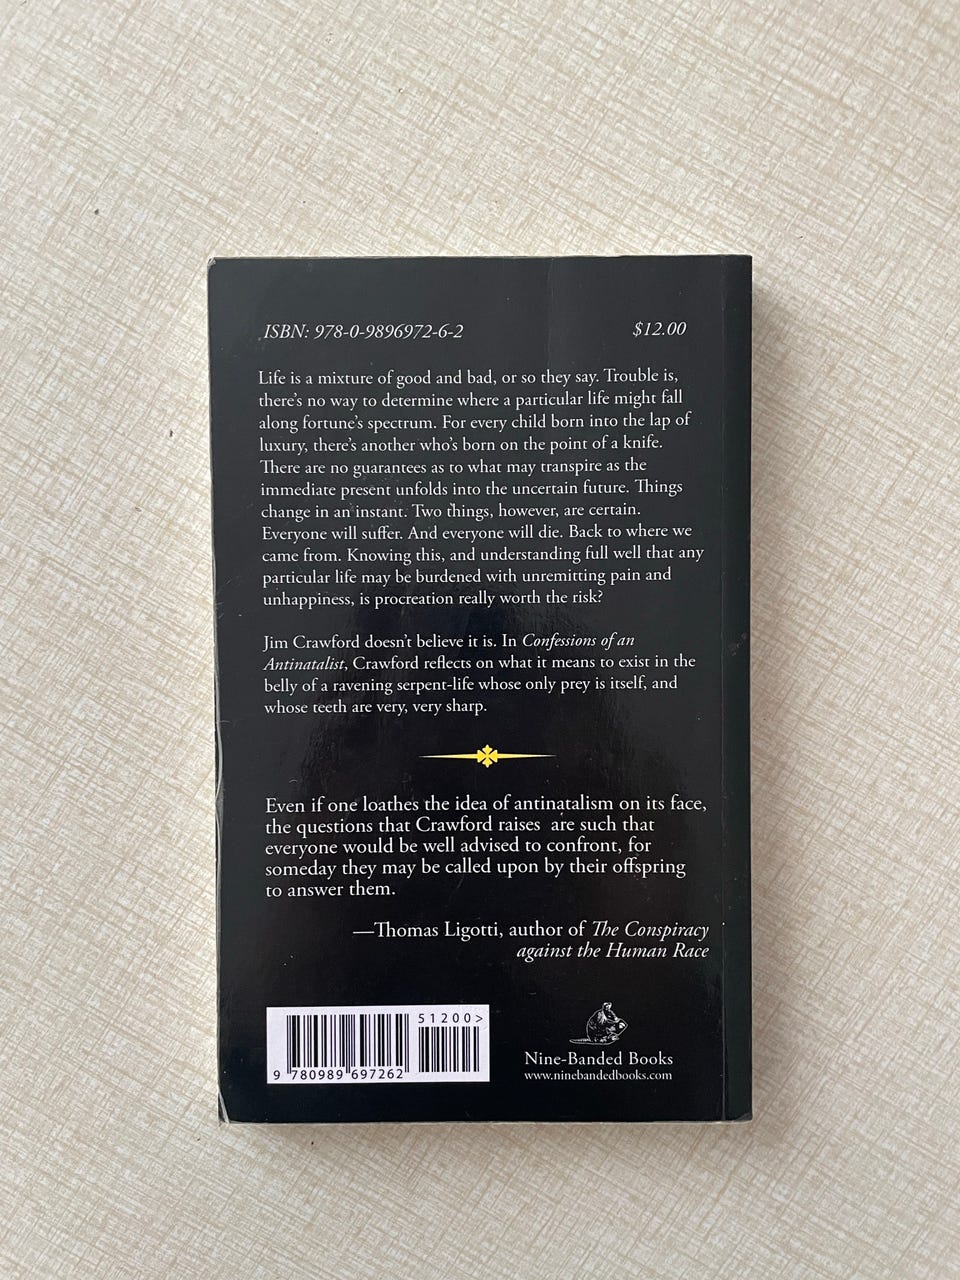 ISBN: 978-0-9896972-6-2
$12.00
Life is a mixture of good and bad, or so they say. Trouble is,
there's no way to determine where a particular life might fall
along fortune's spectrum. For every child born into the lap of
luxury, there's another who's born on the point of a knife.
There are no guarantees as to what may transpire as the
immediate present unfolds into the uncertain future. Things
change in an instant. Two things, however, are certain.
Everyone will suffer. And everyone will die. Back to where we
came from. Knowing this, and understanding full well that any
particular life may be burdened with unremitting pain and
unhappiness, is procreation really worth the risk?
Jim Crawford doesn't believe it is. In Confessions of an
Antinatalist, Crawford reflects on what it means to exist in the
belly of a ravening serpent-life whose only prey is itself, and
whose teeth are very, very sharp.
Even if one loathes the idea of antinatalism on its face,
the questions that Crawford raises are such that
everyone would be well advised to confront, for
someday they may be called upon by their offspring
to answer them.
—Thomas Ligotti, author of The Conspiracy
against the Human Race
51200>
9 780989 697262
Nine-Banded Books
www.ninebandedbooks.com